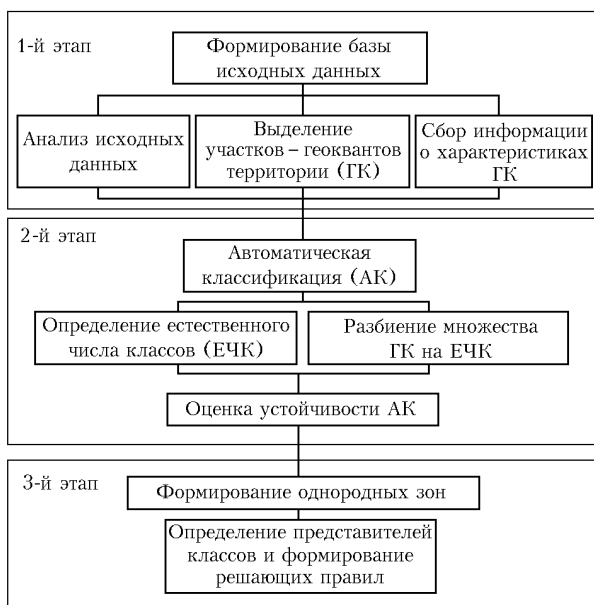 1-й этап
Формирование базы
исходных данных
Анализ исходных
данных
Выделение
участков – геоквантов
территории (ГК)
Сбор информации
о характеристиках
ГК
2-й этап
Автоматическая
классификация (АК)
Определение естественного
числа классов (ЕЧК)
Разбиение множества
ГК на ЕЧК
Оценка устойчивости АК
3-й этап
Формирование однородных зон
Определение представителей
классов и формирование
решающих правил